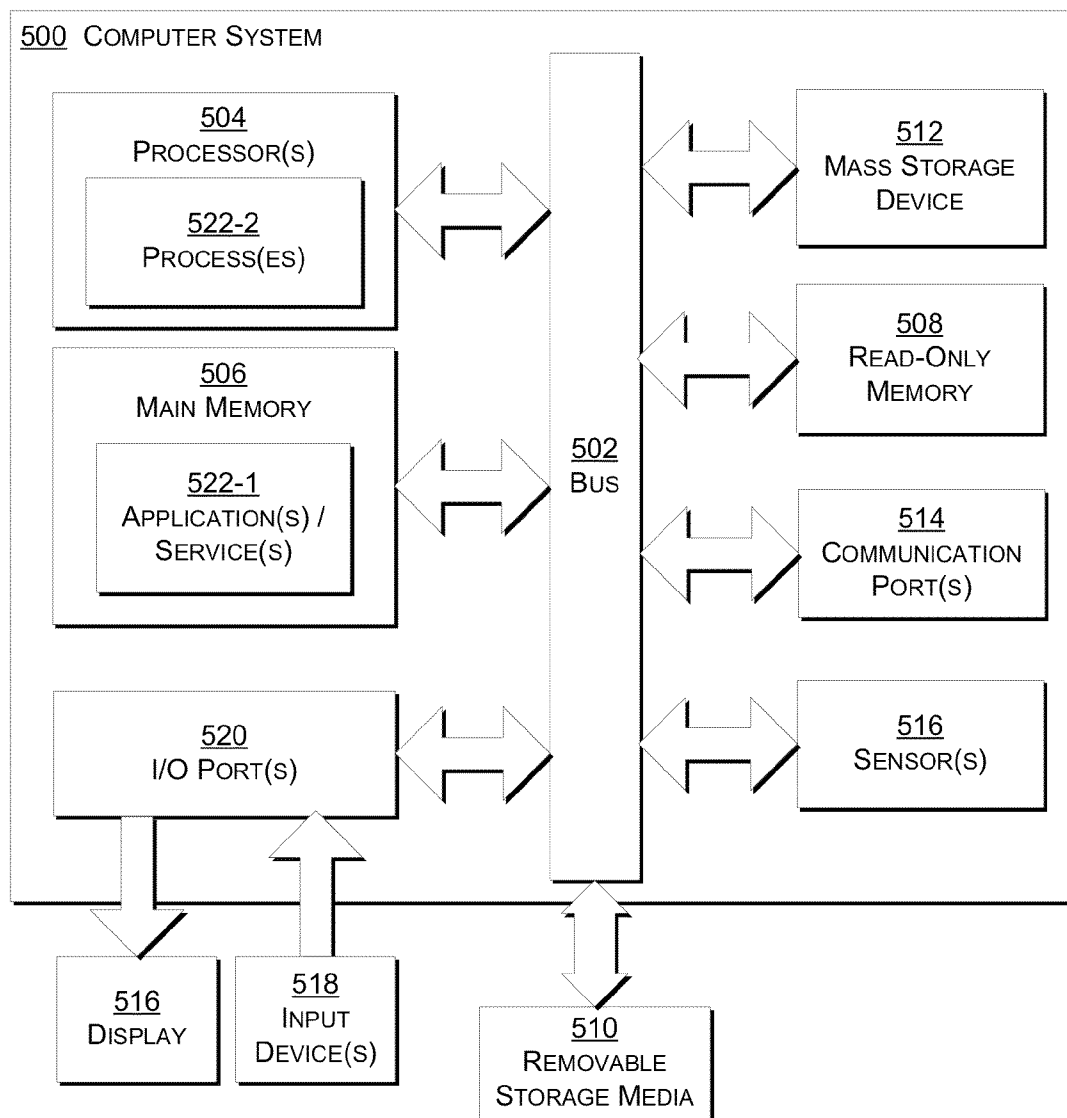 500 COMPUTER SYSTEM
504
PROCESSOR(S)
522-2
PROCESS(ES)
506
MAIN MEMORY
522-1
APPLICATION(S) /
SERVICE(S)
520
I/O PORT(S)
502
BUS
512
MASS STORAGE
DEVICE
508
READ-ONLY
MEMORY
514
COMMUNICATION
PORT(S)
516
SENSOR(S)
516
DISPLAY
518
INPUT
DEVICE(S)
510
REMOVABLE
STORAGE MEDIA